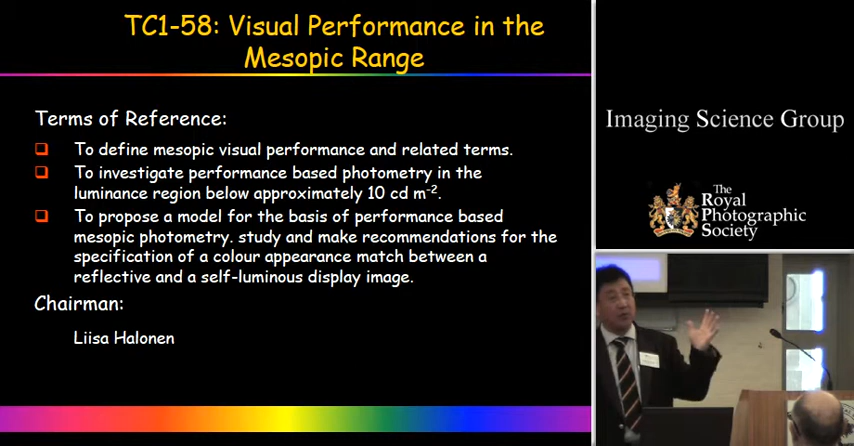 TC1-58: Visual Performance in the
Mesopic Range
Terms of Reference:
To define mesopic visual performance and related terms.
To investigate performance based photometry in the
luminance region below approximately 10 cd m⁻².
To propose a model for the basis of performance based
mesopic photometry. study and make recommendations for the
specification of a colour appearance match between a
reflective and a self-luminous display image.
Chairman:
Liisa Halonen
Imaging Science Group
The
Royal
Photographic
Society